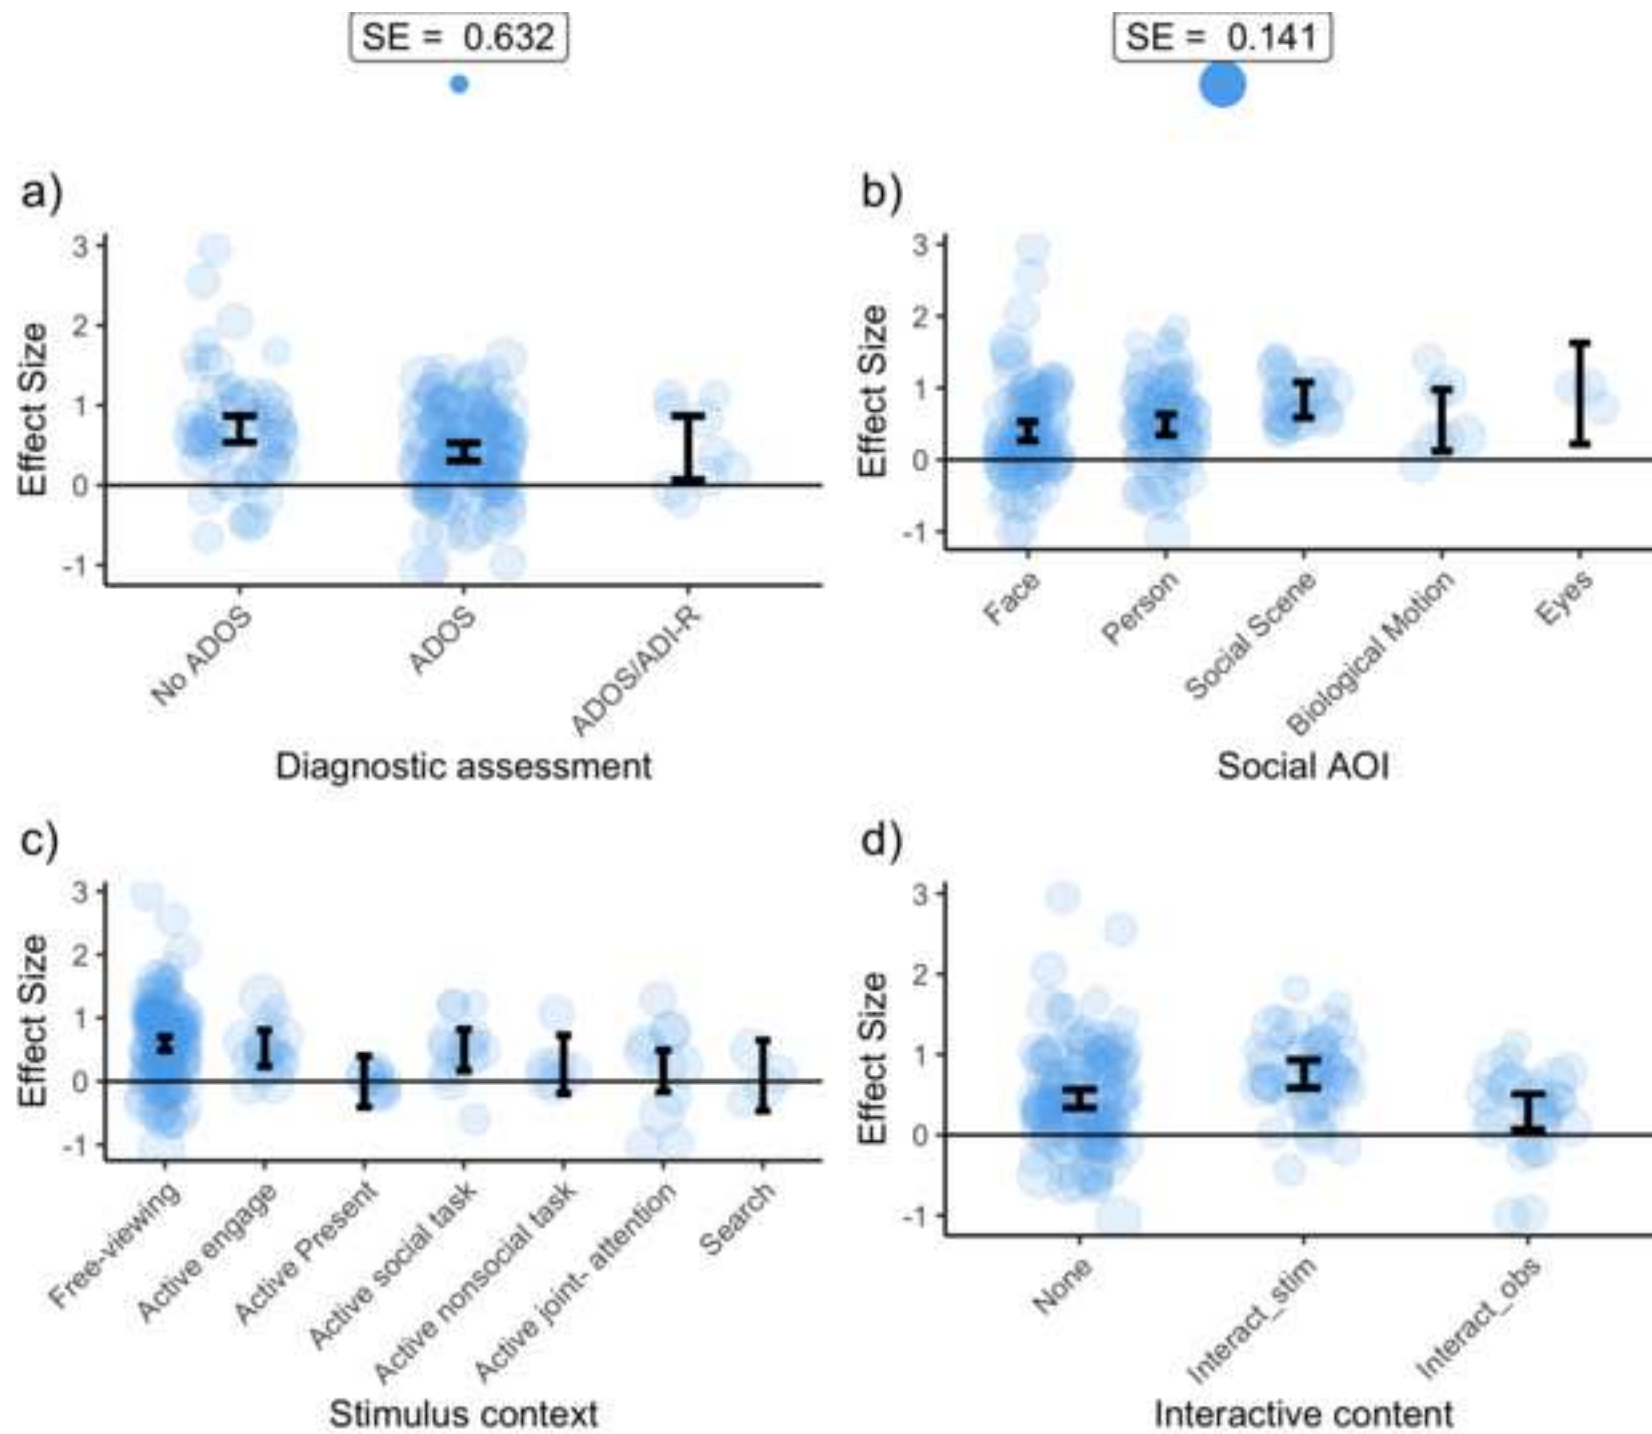 SE = 0.632
SE = 0.141
a)
3
2
1
0
-1
Effect Size
No ADOS
ADOS
ADOS/ADI-R
Diagnostic assessment
b)
3
2
1
0
-1
Effect Size
Face
Person
Social Scene
Biological Motion
Eyes
Social AOI
c)
3
2
1
0
-1
Effect Size
Free-viewing
Active engage
Active Present
Active social task
Active nonsocial task
Active joint- attention
Search
Stimulus context
d)
3
2
1
0
-1
Effect Size
None
Interact_stim
Interact_obs
Interactive content